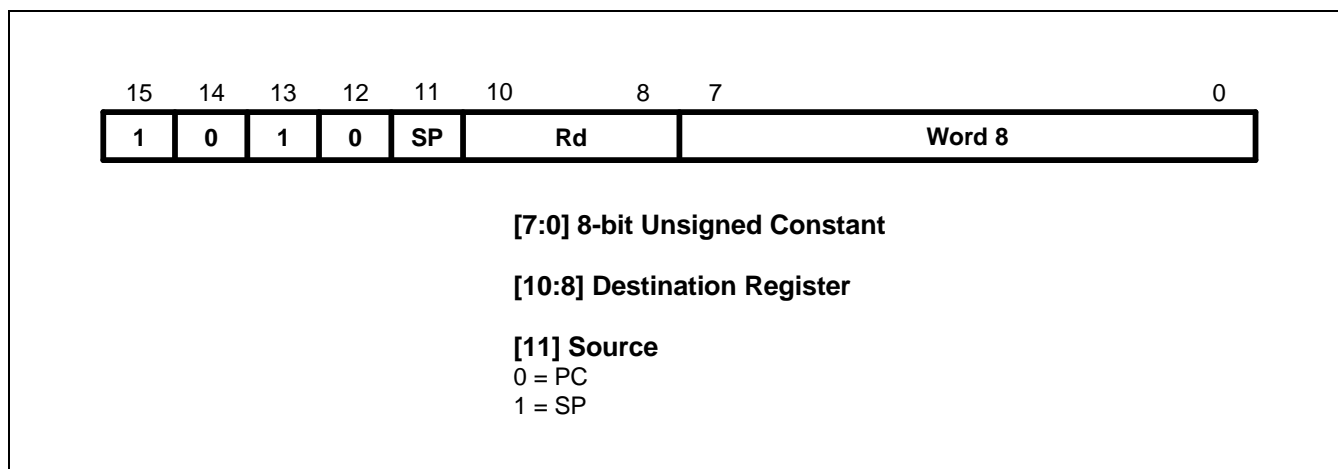 15 14 13 12 11 10 8 7 0
1 0 1 0 SP Rd Word 8
[7:0] 8-bit Unsigned Constant
[10:8] Destination Register
[11] Source
0 = PC
1 = SP